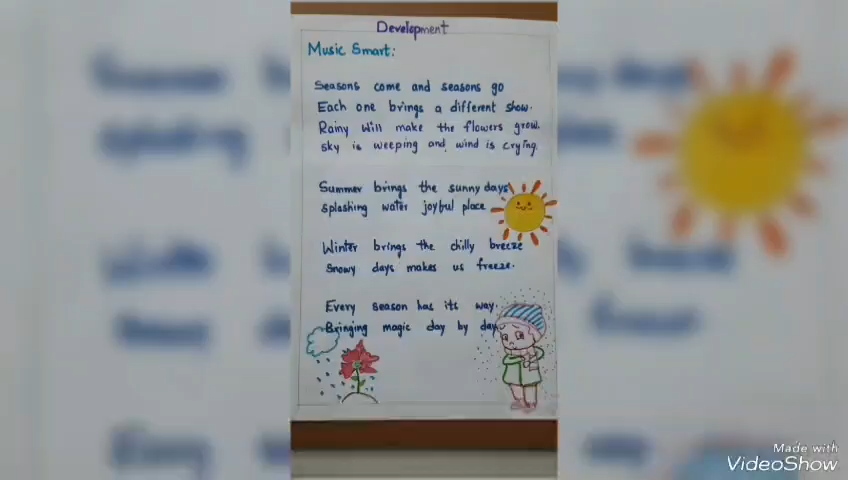 Development
Music Smart:
Seasons come and seasons go
Each one brings a different show.
Rainy will make the flowers grow.
Sky is weeping and wind is crying.
Summer brings the sunny days
Splashing water joyful place
Winter brings the chilly breeze
Snowy days makes us freeze.
Every season has its way.
Bringing magic day by day
Made with
VideoShow